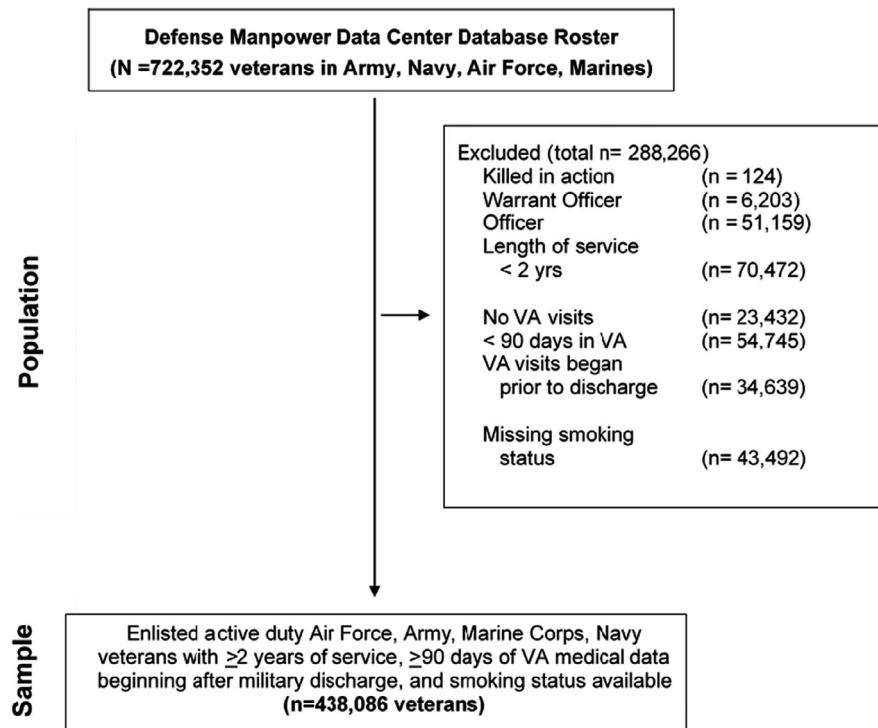 Defense Manpower Data Center Database Roster
(N =722,352 veterans in Army, Navy, Air Force, Marines)
Population
Excluded (total n= 288,266)
Killed in action (n = 124)
Warrant Officer (n = 6,203)
Officer (n = 51,159)
Length of service
< 2 yrs (n= 70,472)
No VA visits (n= 23,432)
< 90 days in VA (n= 54,745)
VA visits began
prior to discharge (n= 34,639)
Missing smoking
status (n= 43,492)
Sample
Enlisted active duty Air Force, Army, Marine Corps, Navy
veterans with ≥2 years of service, ≥90 days of VA medical data
beginning after military discharge, and smoking status available
(n=438,086 veterans)